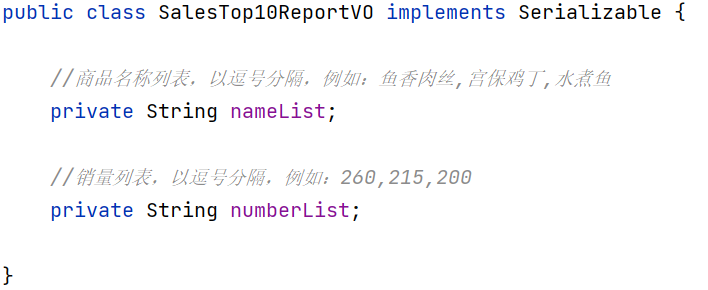 public class SalesTop10ReportVO implements Serializable {
//商品名称列表，以逗号分隔，例如：鱼香肉丝,宫保鸡丁,水煮鱼
private String nameList;
//销量列表，以逗号分隔，例如：260,215,200
private String numberList;
}